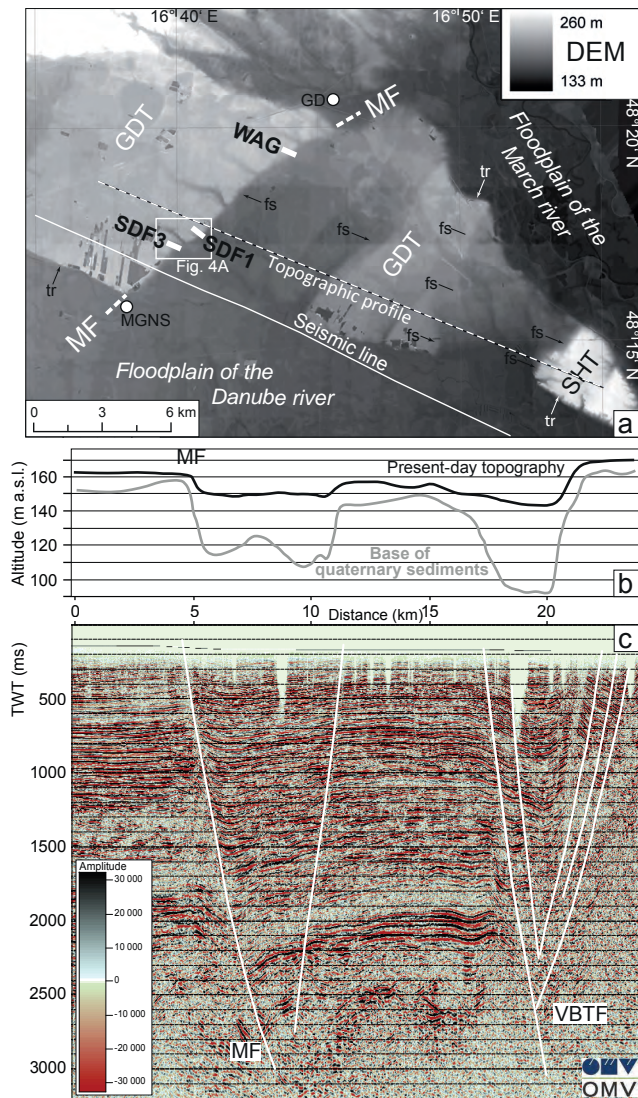 16° 40' E
16° 50' E
260 m
DEM
133 m
GD
MF
GDT
WAG
48° 20' N
Floodplain of the
March river
tr
fs
fs
fs
SDF3
SDF1
GDT
fs
Fig. 4A
Topographic profile
tr
MF
MGNS
Seismic line
fs
fs
fs
48° 15' N
SHT
Floodplain of the
Danube river
tr
0 3 6 km
a
MF
Present-day topography
Altitude (m a.s.l.)
160
140
120
100
Base of
quaternary sediments
b
0 5 10 Distance (km) 15 20
c
TWT (ms)
500
1000
1500
2000
2500
3000
Amplitude
30 000
20 000
10 000
0
-10 000
-20 000
-30 000
MF
VBTF
OMV
OMV